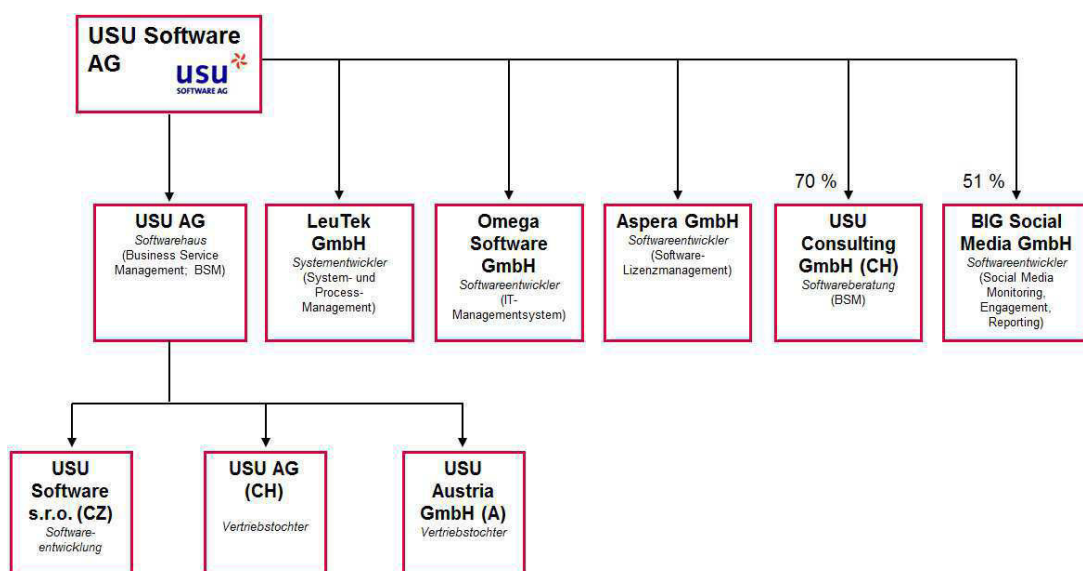 USU Software
AG
usu
SOFTWARE AG
70 %
51 %
USU AG
Softwarehaus
(Business Service
Management; BSM)
LeuTek
GmbH
Systementwickler
(System- und
Process-
Management)
Omega
Software
GmbH
Softwareentwickler
(IT-
Managementsystem)
Aspera GmbH
Softwareentwickler
(Software-
Lizenzmanagement)
USU
Consulting
GmbH (CH)
Softwareberatung
(BSM)
BIG Social
Media GmbH
Softwareentwickler
(Social Media
Monitoring,
Engagement,
Reporting)
USU
Software
s.r.o. (CZ)
Software-
entwicklung
USU AG
(CH)
Vertriebstochter
USU
Austria
GmbH (A)
Vertriebstochter